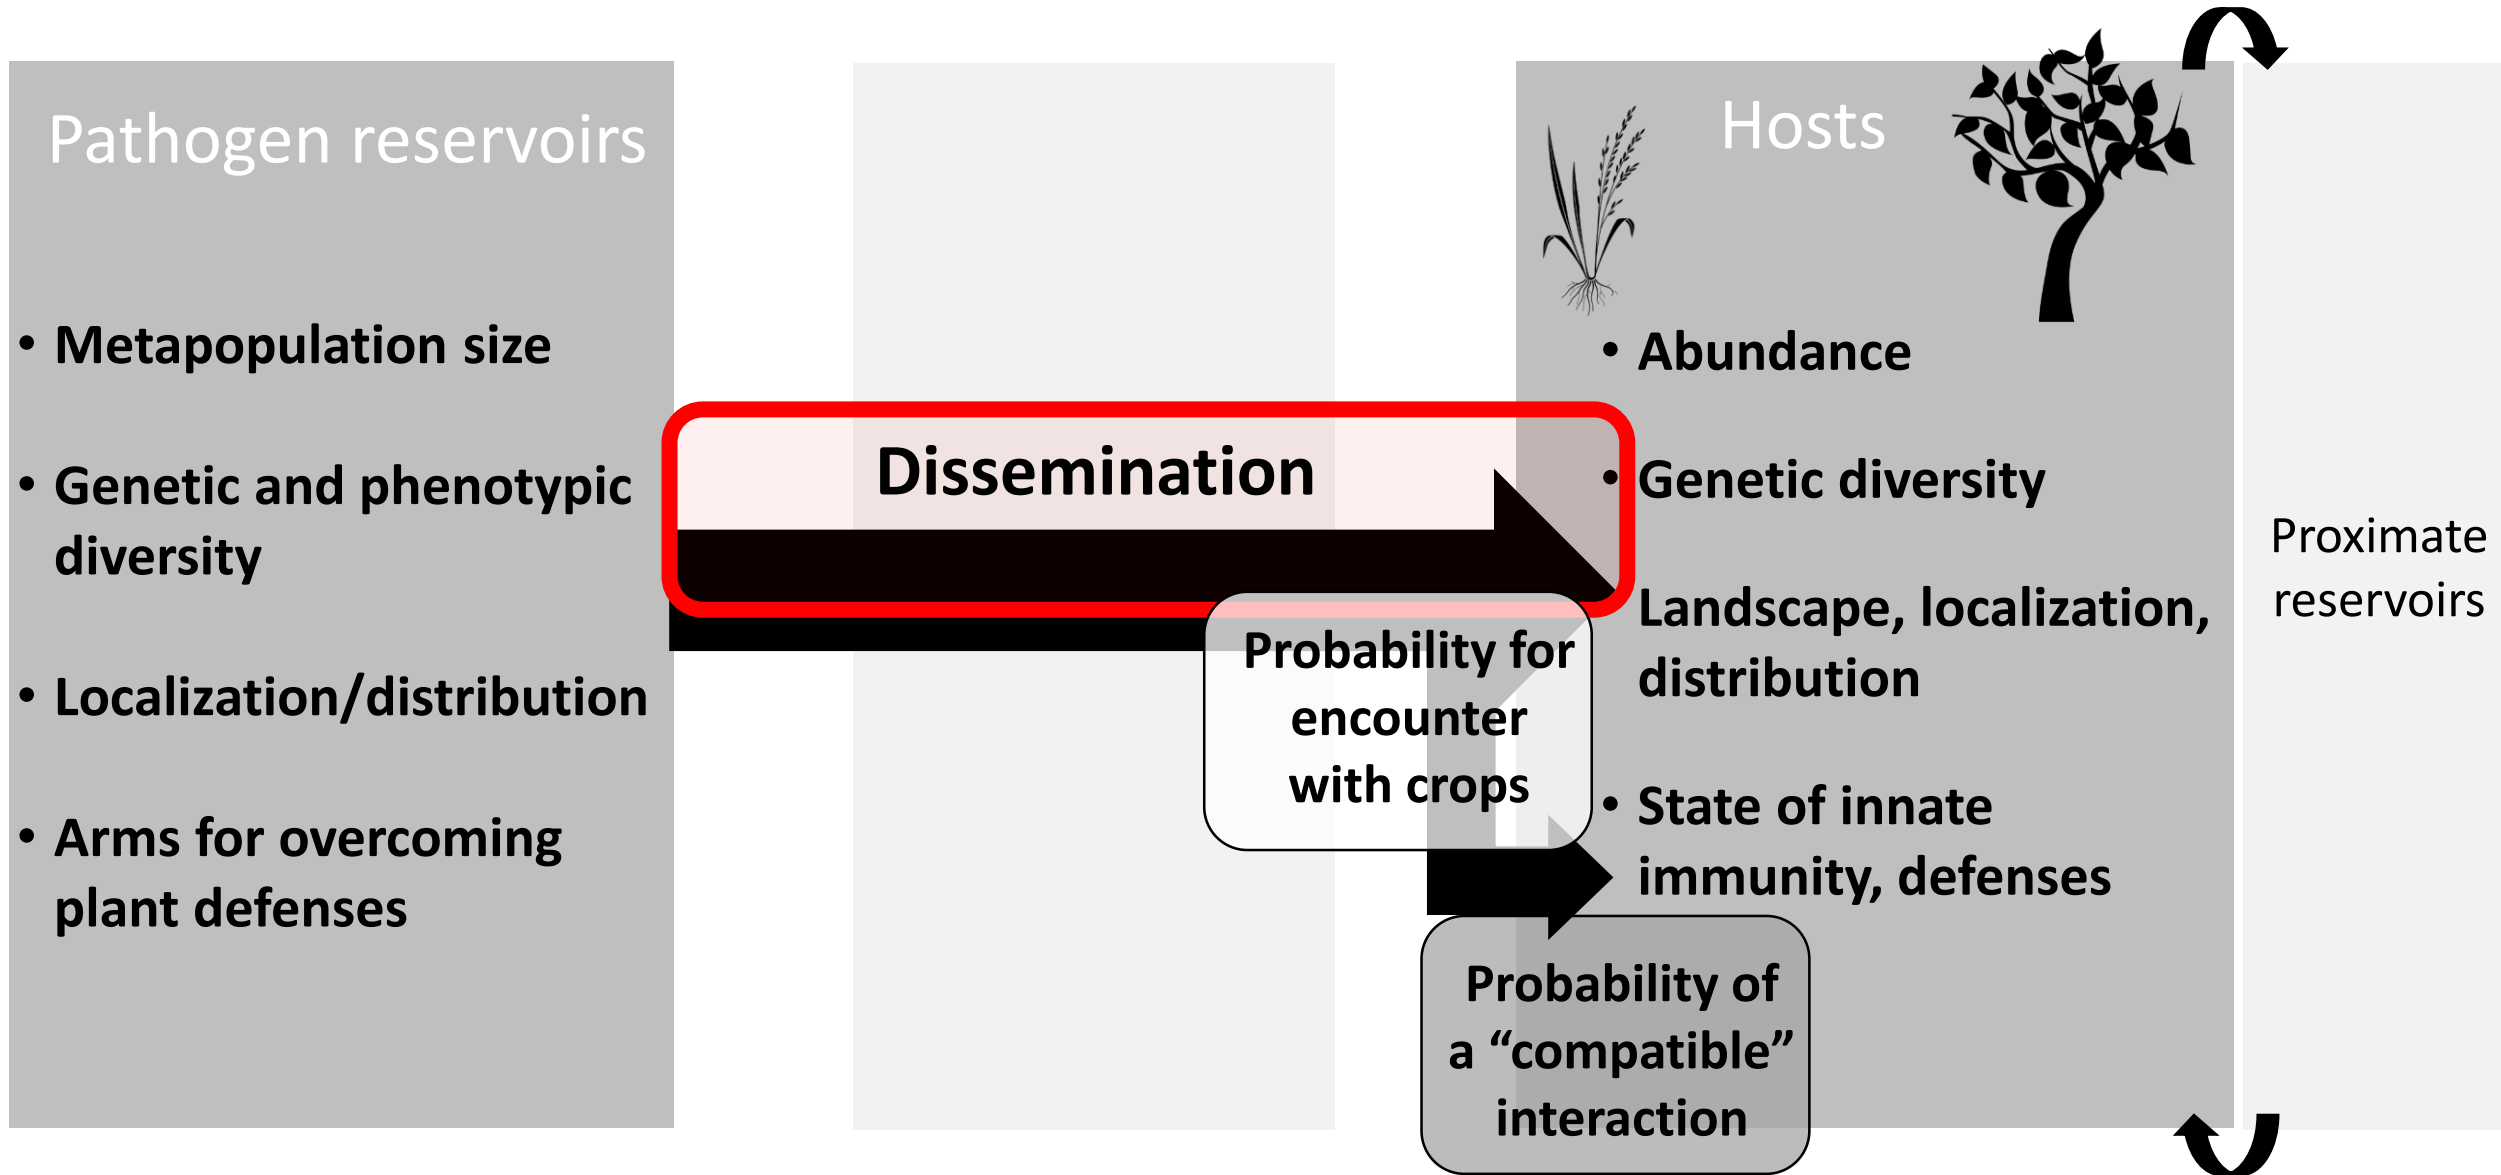 Pathogen reservoirs
• Metapopulation size
• Genetic and phenotypic
diversity
• Localization/distribution
• Arms for overcoming
plant defenses
Dissemination
Probability for
encounter
with crops
Probability of
a “compatible”
interaction
Hosts
• Abundance
• Genetic diversity
Landscape, localization,
distribution
• State of innate
immunity, defenses
Proximate
reservoirs